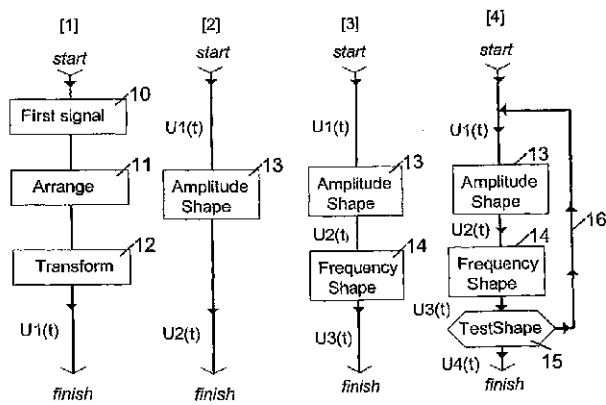 [1]
start
10
First signal
11
Arrange
12
Transform
U1(t)
finish
[2]
start
U1(t)
13
Amplitude
Shape
U2(t)
finish
[3]
start
U1(t)
13
Amplitude
Shape
U2(t)
14
Frequency
Shape
U3(t)
finish
[4]
start
U1(t)
13
Amplitude
Shape
16
U2(t)
14
Frequency
Shape
U3(t)
TestShape
15
U4(t)
finish